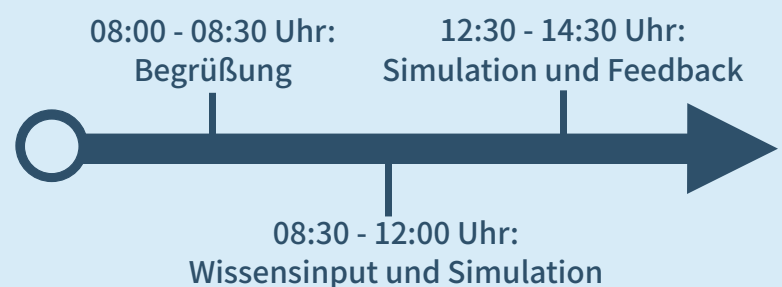 08:00 - 08:30 Uhr:
Begrüßung
12:30 - 14:30 Uhr:
Simulation und Feedback
08:30 - 12:00 Uhr:
Wissensinput und Simulation